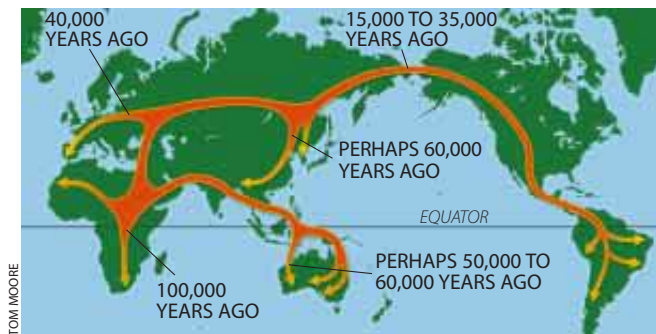 40,000
YEARS AGO
15,000 TO 35,000
YEARS AGO
PERHAPS 60,000
YEARS AGO
EQUATOR
PERHAPS 50,000 TO
60,000 YEARS AGO
100,000
YEARS AGO
TOM MOORE